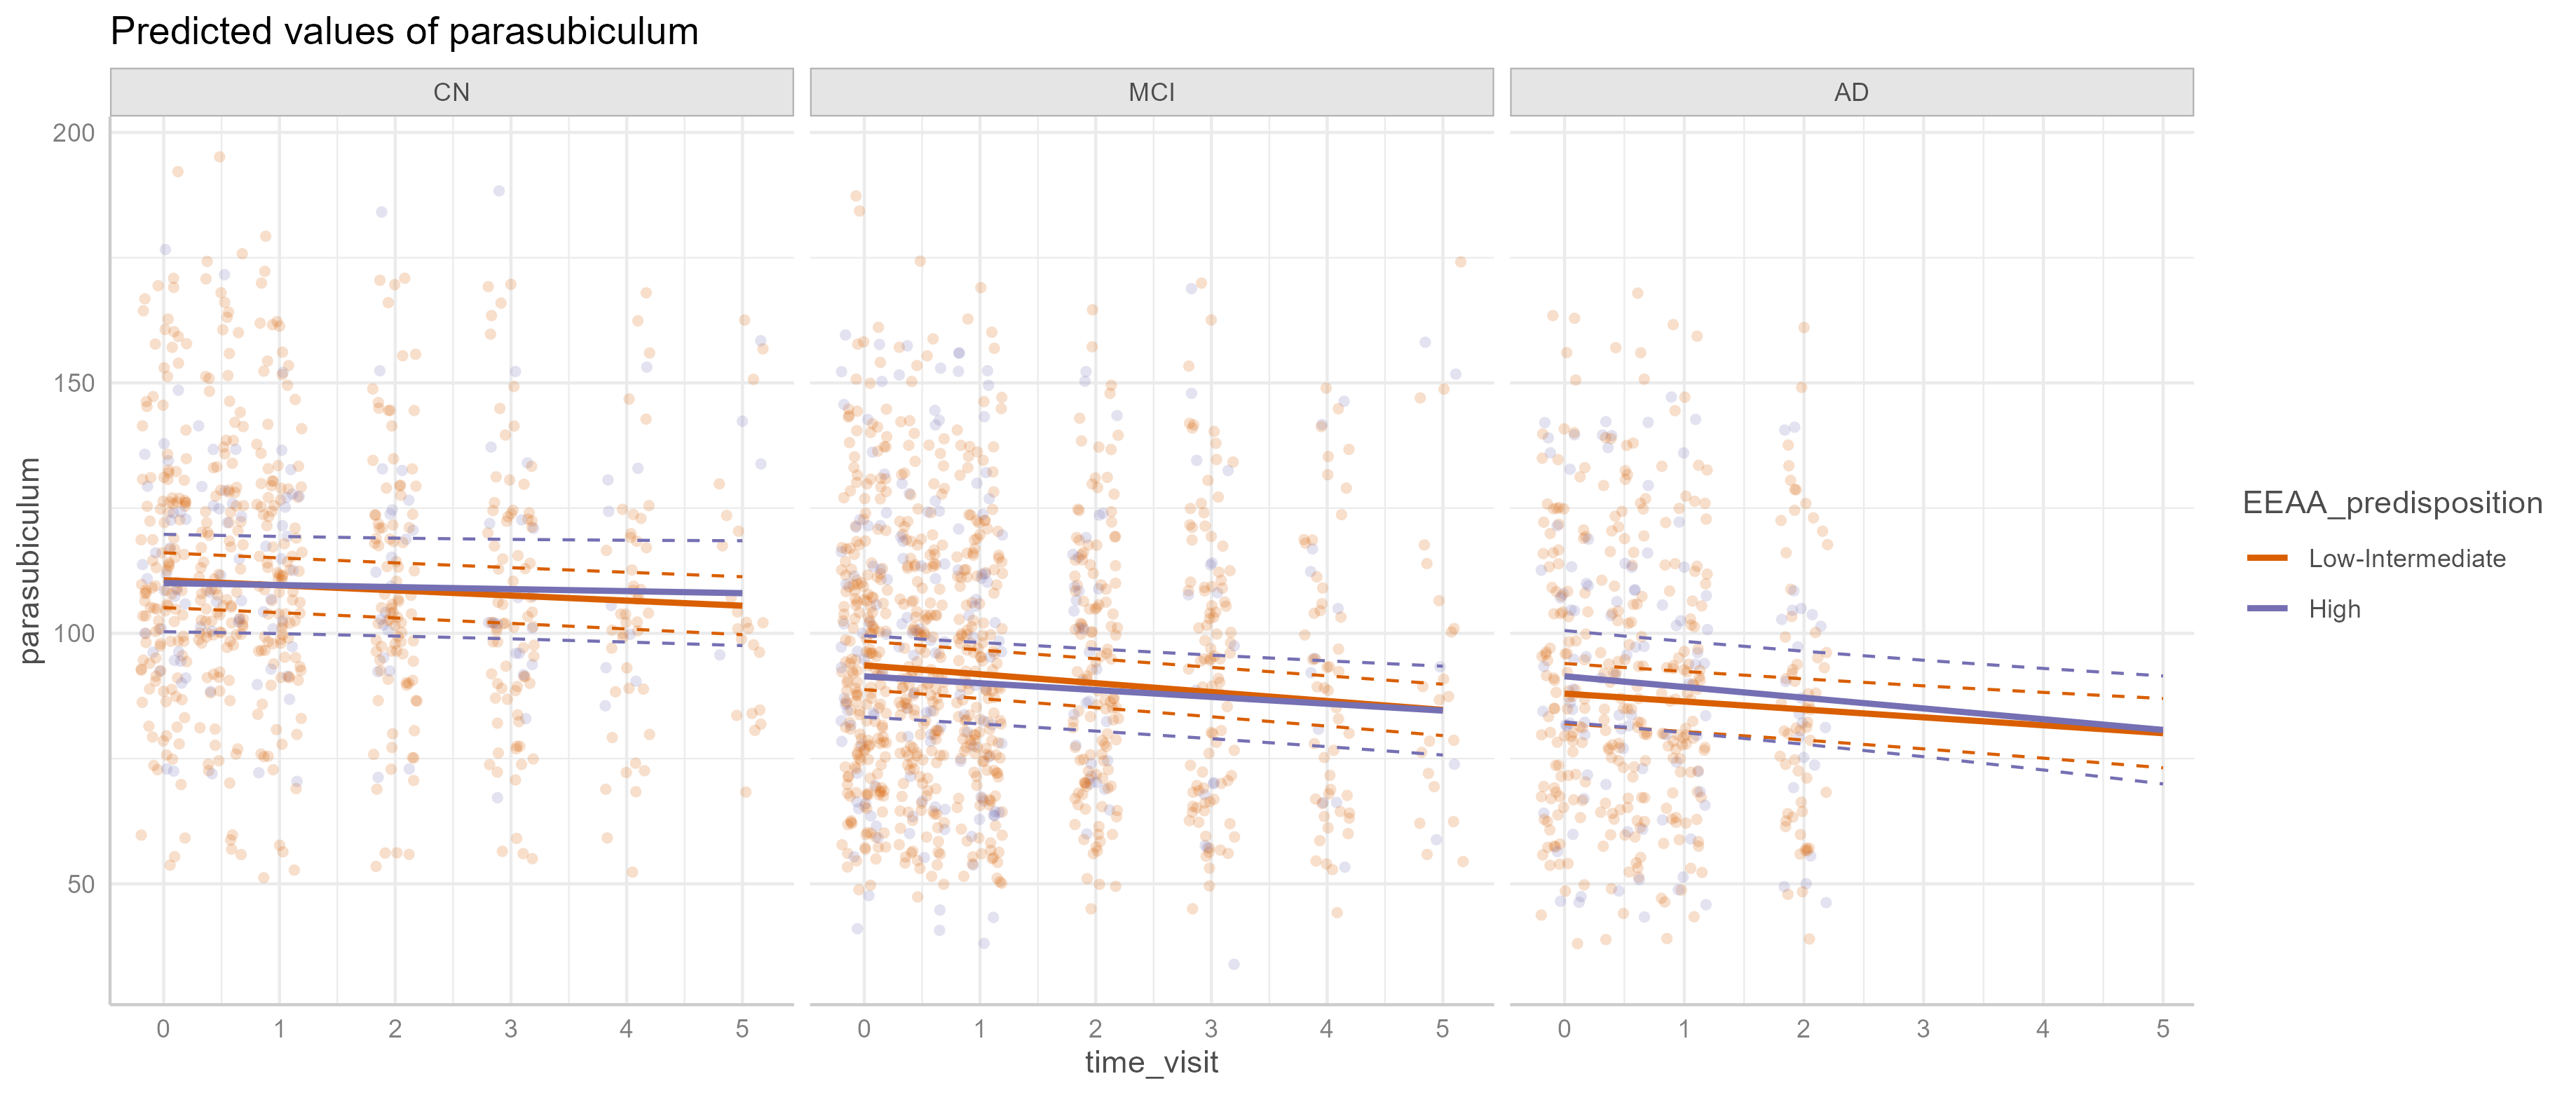 Predicted values of parasubiculum
CN
MCI
AD
200
150
100
50
parasubiculum
0 1 2 3 4 5
0 1 2 3 4 5
0 1 2 3 4 5
time_visit
EEAA_predisposition
Low-Intermediate
High